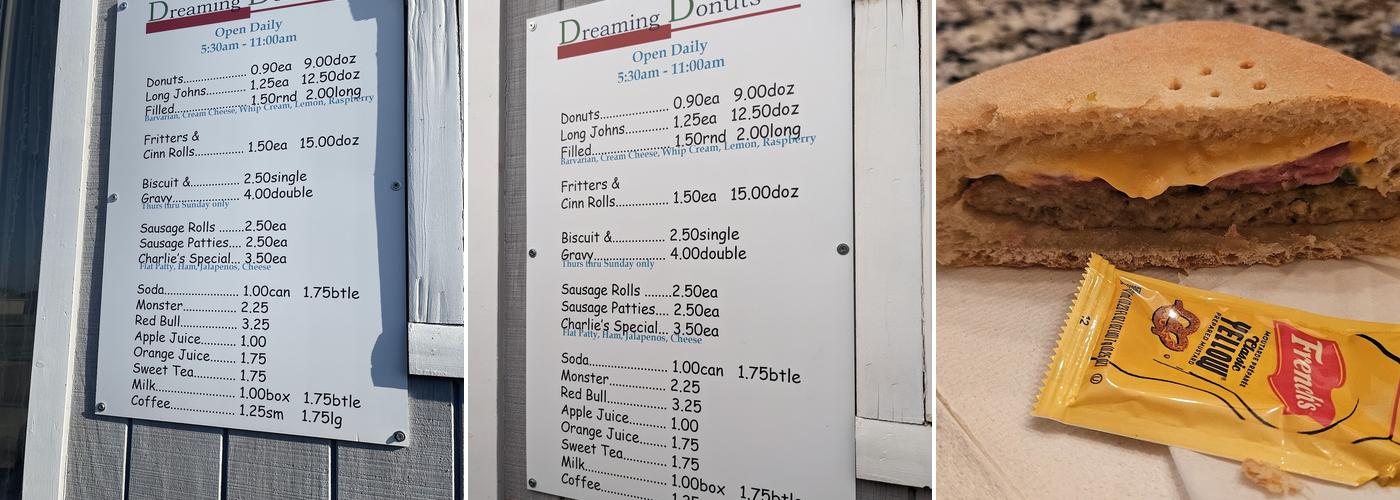 Dreaming
Open Daily
5:30am - 11:00am
Donuts...................... 0.90ea 9.00doz
Long Johns............. 1.25ea 12.50doz
Filled....................... 1.50rnd 2.00long
Barvarian, Cream Cheese, Whip Cream, Lemon, Raspberry
Fritters &
Cinn Rolls.............. 1.50ea 15.00doz
Biscuit &................ 2.50single
Gravy..................... 4.00double
Thurs thru Sunday only
Sausage Rolls ........2.50ea
Sausage Patties.... 2.50ea
Charlie's Special... 3.50ea
Flat Patty, Ham, Jalapenos, Cheese
Soda........................ 1.00can 1.75btle
Monster................. 2.25
Red Bull.................. 3.25
Apple Juice............ 1.00
Orange Juice......... 1.75
Sweet Tea............. 1.75
Milk......................... 1.00box 1.75btle
Coffee.................... 1.25sm 1.75lg
Dreaming Donuts
Open Daily
5:30am - 11:00am
Donuts...................... 0.90ea 9.00doz
Long Johns............. 1.25ea 12.50doz
Filled....................... 1.50rnd 2.00long
Barvarian, Cream Cheese, Whip Cream, Lemon, Raspberry
Fritters &
Cinn Rolls.............. 1.50ea 15.00doz
Biscuit &................ 2.50single
Gravy..................... 4.00double
Thurs thru Sunday only
Sausage Rolls ........2.50ea
Sausage Patties.... 2.50ea
Charlie's Special... 3.50ea
Flat Patty, Ham, Jalapenos, Cheese
Soda........................ 1.00can 1.75btle
Monster................. 2.25
Red Bull.................. 3.25
Apple Juice............ 1.00
Orange Juice......... 1.75
Sweet Tea............. 1.75
Milk......................... 1.00box 1.75btle
Coffee....................
French's
MOUTARDE PRÉPARÉE
Classic
YELLOW
PREPARED MUSTARD
12